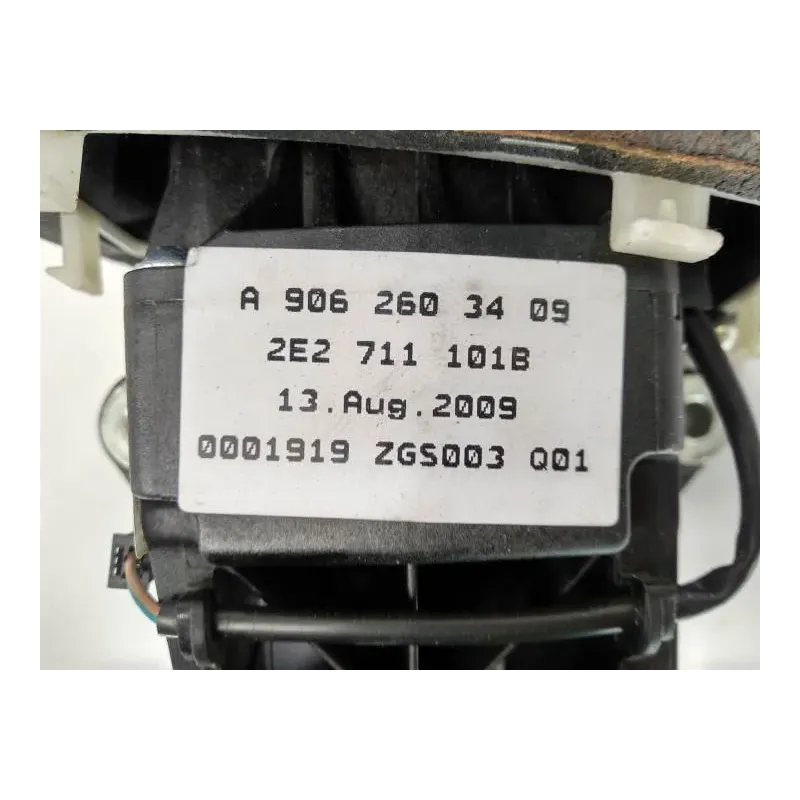 A 906 260 34 09
2E2 711 101B
13.Aug.2009
0001919 ZGS003 Q01